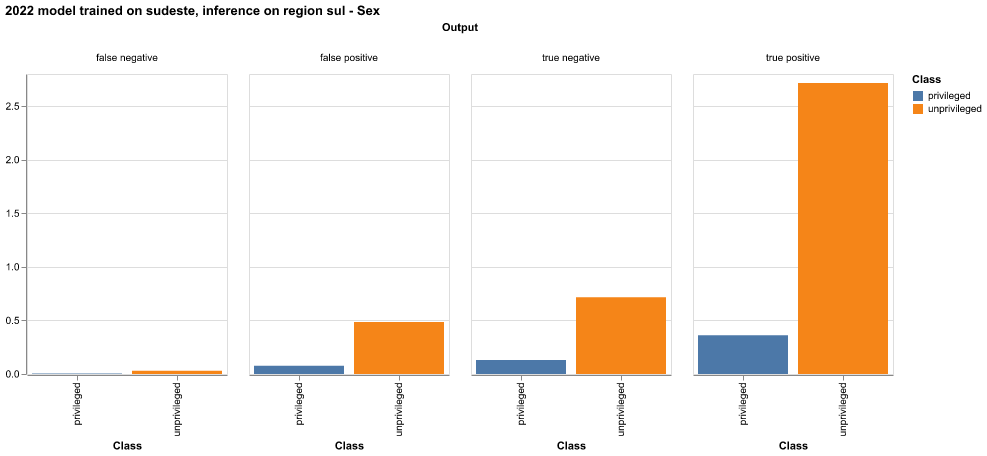 2022 model trained on sudeste, inference on region sul - Sex
Output
false negative
false positive
true negative
true positive
Class
privileged
unprivileged
2.5
2.0
1.5
1.0
0.5
0.0
privileged
unprivileged
privileged
unprivileged
privileged
unprivileged
privileged
unprivileged
Class
Class
Class
Class